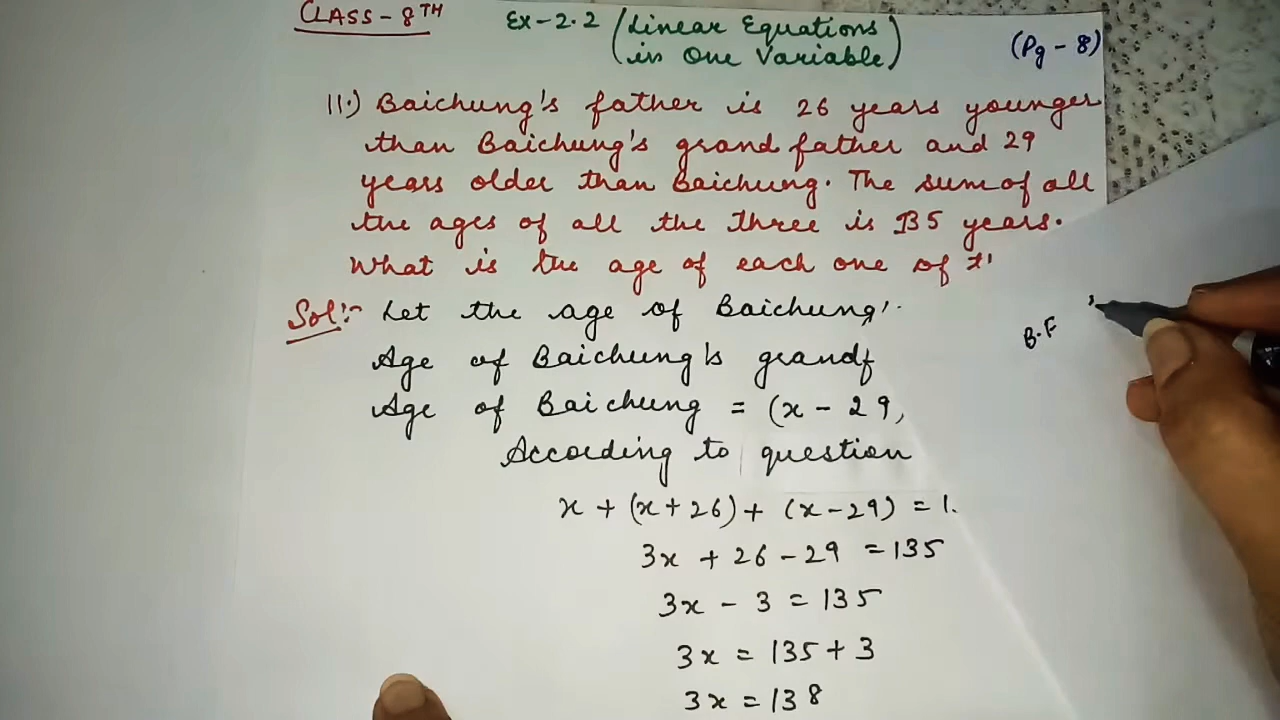 CLASS - 8TH
Ex-2.2 (Linear Equations
in One Variable)
(Pg - 8)
11.) Baichung's father is 26 years younger
than Baichung's grand father and 29
years older than Baichung. The sum of all
the ages of all the three is 135 years.
What is the age of each one of
Sol:- Let the age of Baichung'
Age of Baichung's grandf
Age of Baichung = (x - 29
According to question
x + (x+26) + (x-29) = 1
3x + 26 - 29 = 135
3x - 3 = 135
3x = 135 + 3
3x = 138
B.F